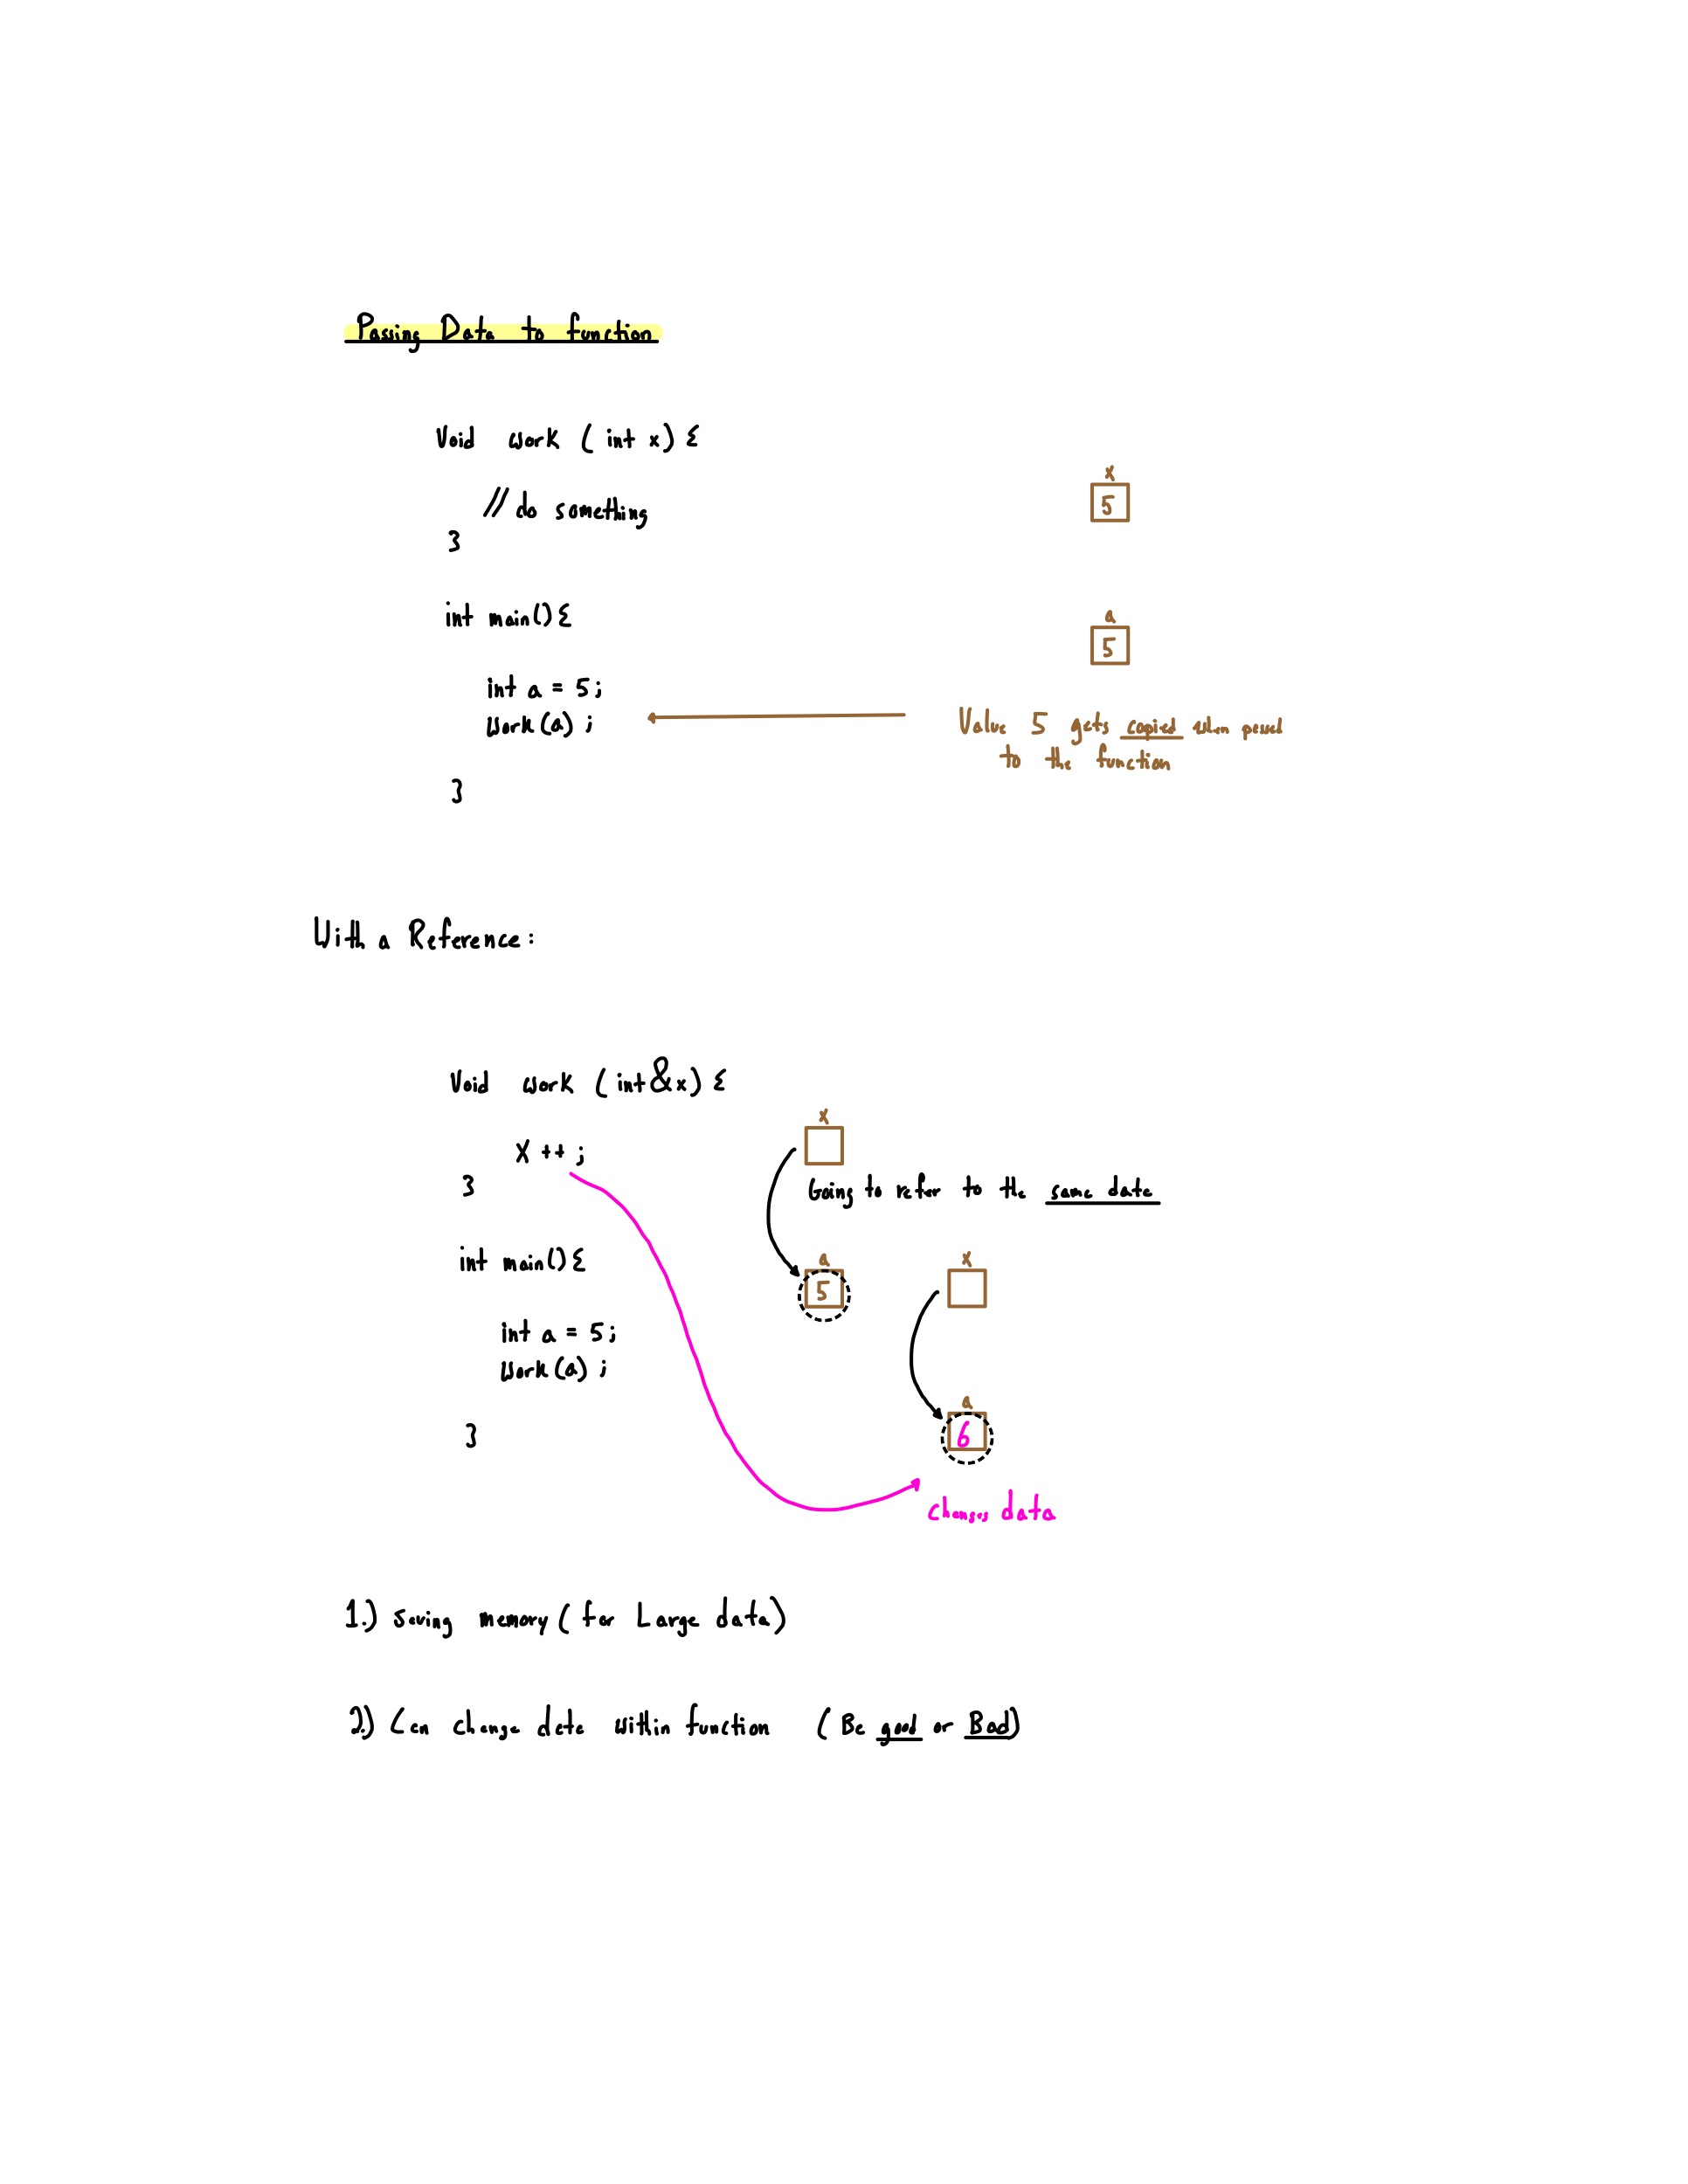 Passing Data to function
Void work ( int x) {
x
5
// do something
}
int main() {
a
5
int a = 5 ;
Work (a) ;
Value 5 gets copied when passed
to the function
}
With a Reference :
Void work ( int & x) {
x
X ++ ;
}
Going to refer to the same data
int main() {
a
5
x
int a = 5 ;
Work (a) ;
a
6
}
Changes data
1.) Saving memory ( for Large data)
2.) Can change data within function ( Be good or Bad)